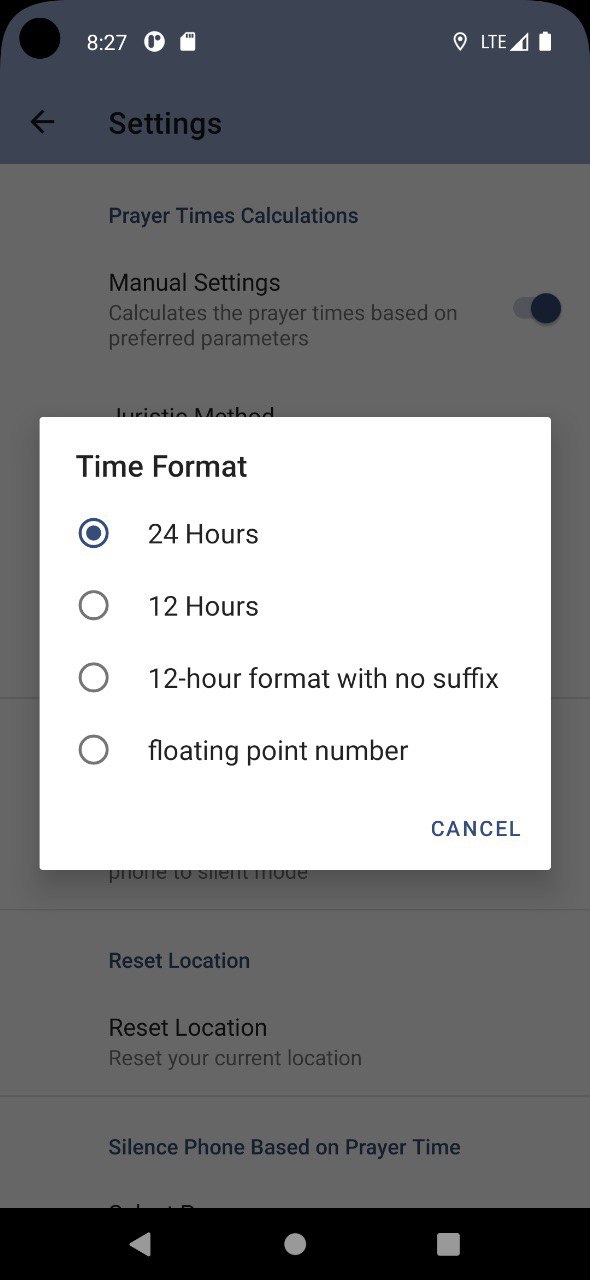 8:27
LTE
Settings
Prayer Times Calculations
Manual Settings
Calculates the prayer times based on
preferred parameters
Juristic Method
Time Format
24 Hours
12 Hours
12-hour format with no suffix
floating point number
CANCEL
phone to silent mode
Reset Location
Reset Location
Reset your current location
Silence Phone Based on Prayer Time